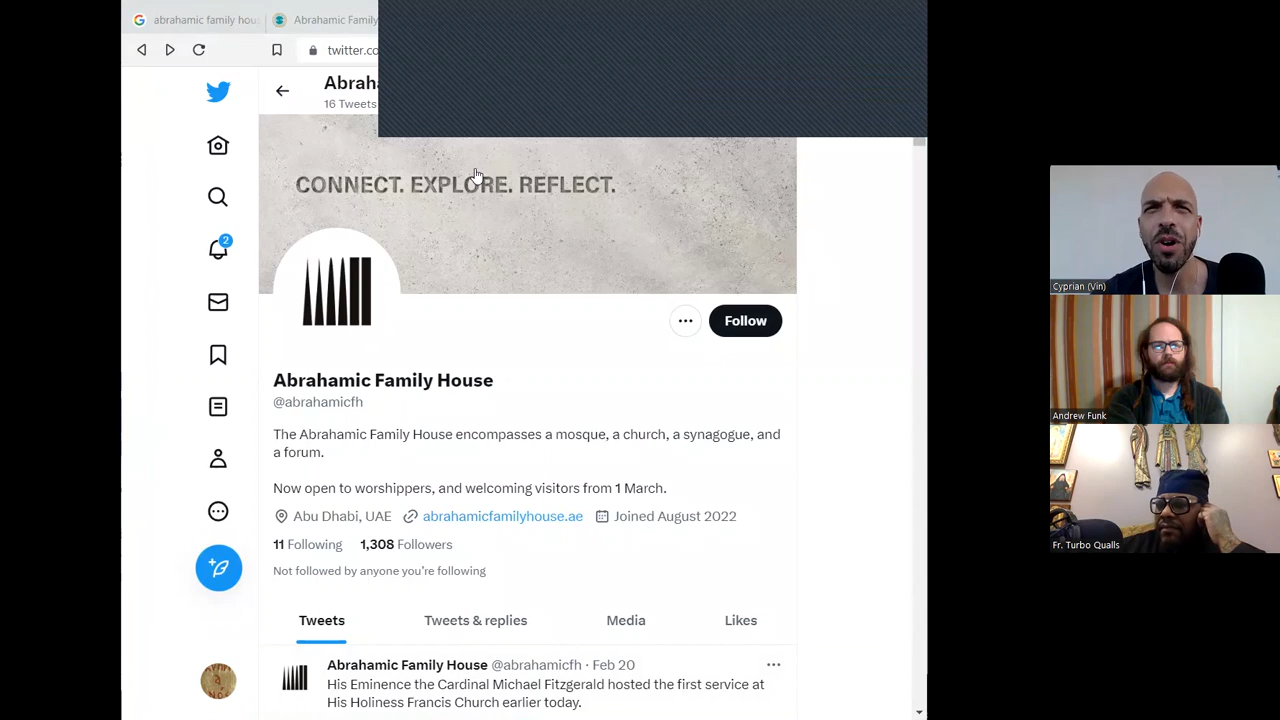 abrahamic family hou
Abrahamic Family
twitter.co
Abrah
16 Tweets
CONNECT. EXPLORE. REFLECT.
Follow
2
Abrahamic Family House
@abrahamicfh
The Abrahamic Family House encompasses a mosque, a church, a synagogue, and
a forum.
Now open to worshippers, and welcoming visitors from 1 March.
Abu Dhabi, UAE abrahamicfamilyhouse.ae Joined August 2022
11 Following 1,308 Followers
Not followed by anyone you’re following
Tweets Tweets & replies Media Likes
Abrahamic Family House @abrahamicfh · Feb 20
His Eminence the Cardinal Michael Fitzgerald hosted the first service at
His Holiness Francis Church earlier today.
Cyprian (Vin)
Andrew Funk
Fr. Turbo Qualls